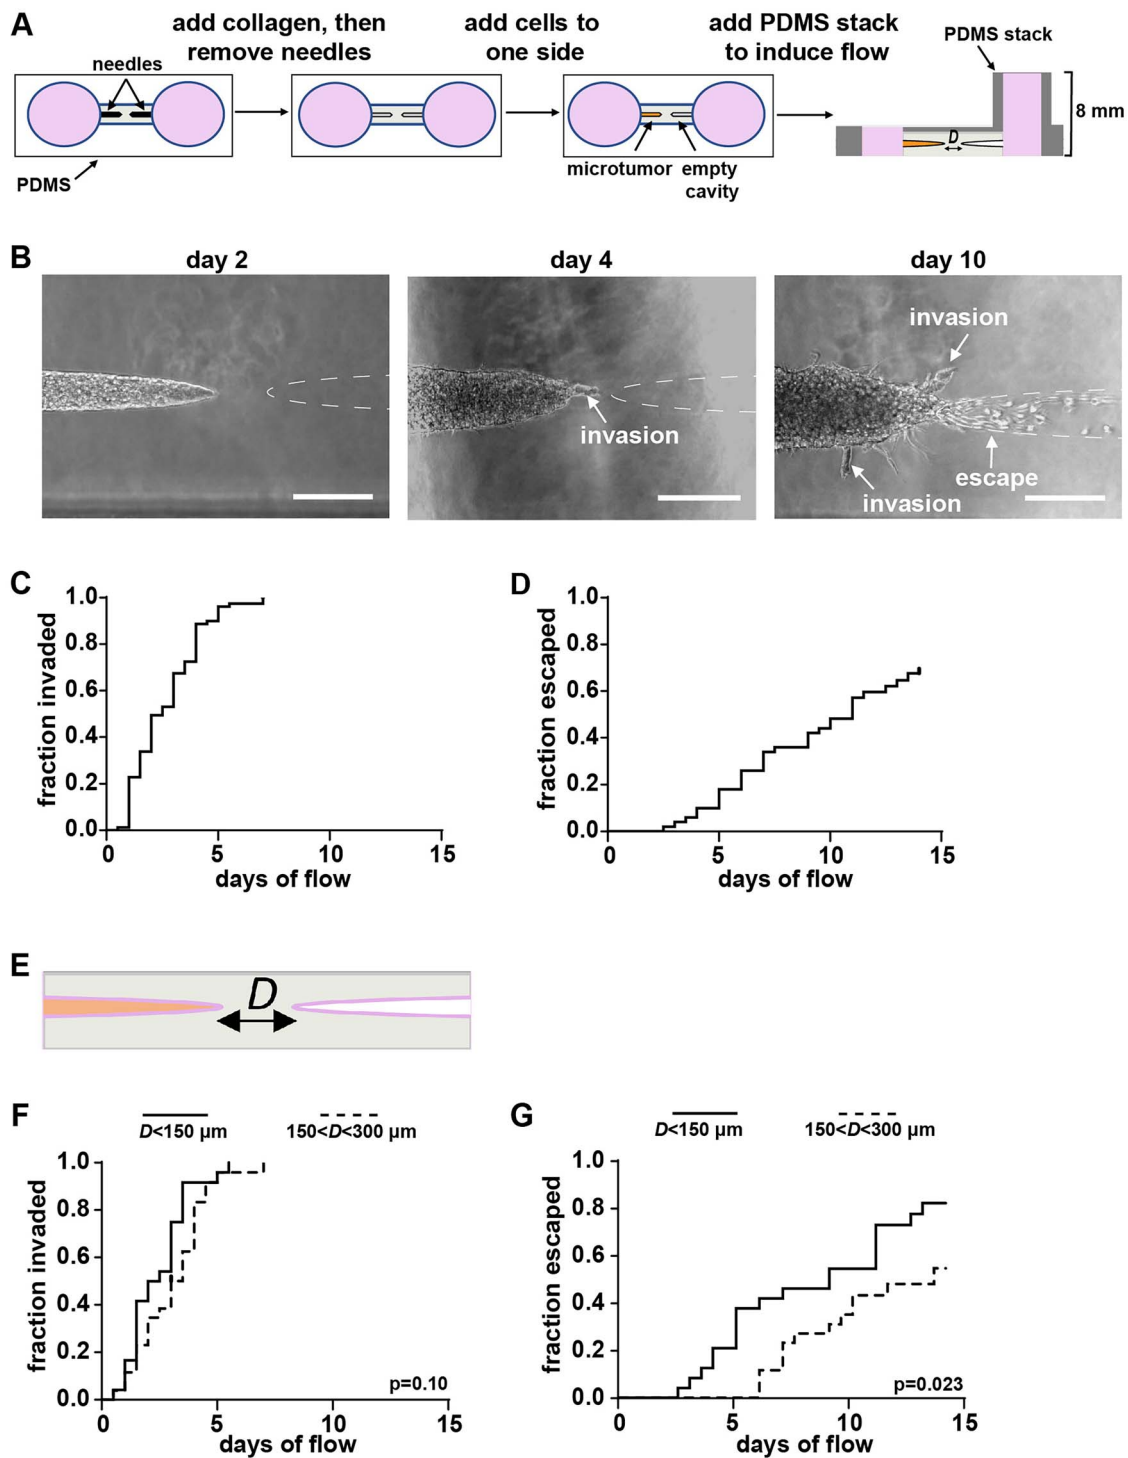 A
add collagen, then
remove needles
add cells to
one side
add PDMS stack
to induce flow
PDMS stack
needles
8 mm
D
microtumor
empty
cavity
PDMS
B
day 2
day 4
day 10
invasion
invasion
escape
invasion
C
1.0
0.8
0.6
0.4
0.2
0.0
fraction invaded
0 5 10 15
days of flow
D
1.0
0.8
0.6
0.4
0.2
0.0
fraction escaped
0 5 10 15
days of flow
E
D
F
D<150 μm
150<D<300 μm
1.0
0.8
0.6
0.4
0.2
0.0
fraction invaded
p=0.10
0 5 10 15
days of flow
G
D<150 μm
150<D<300 μm
1.0
0.8
0.6
0.4
0.2
0.0
fraction escaped
p=0.023
0 5 10 15
days of flow